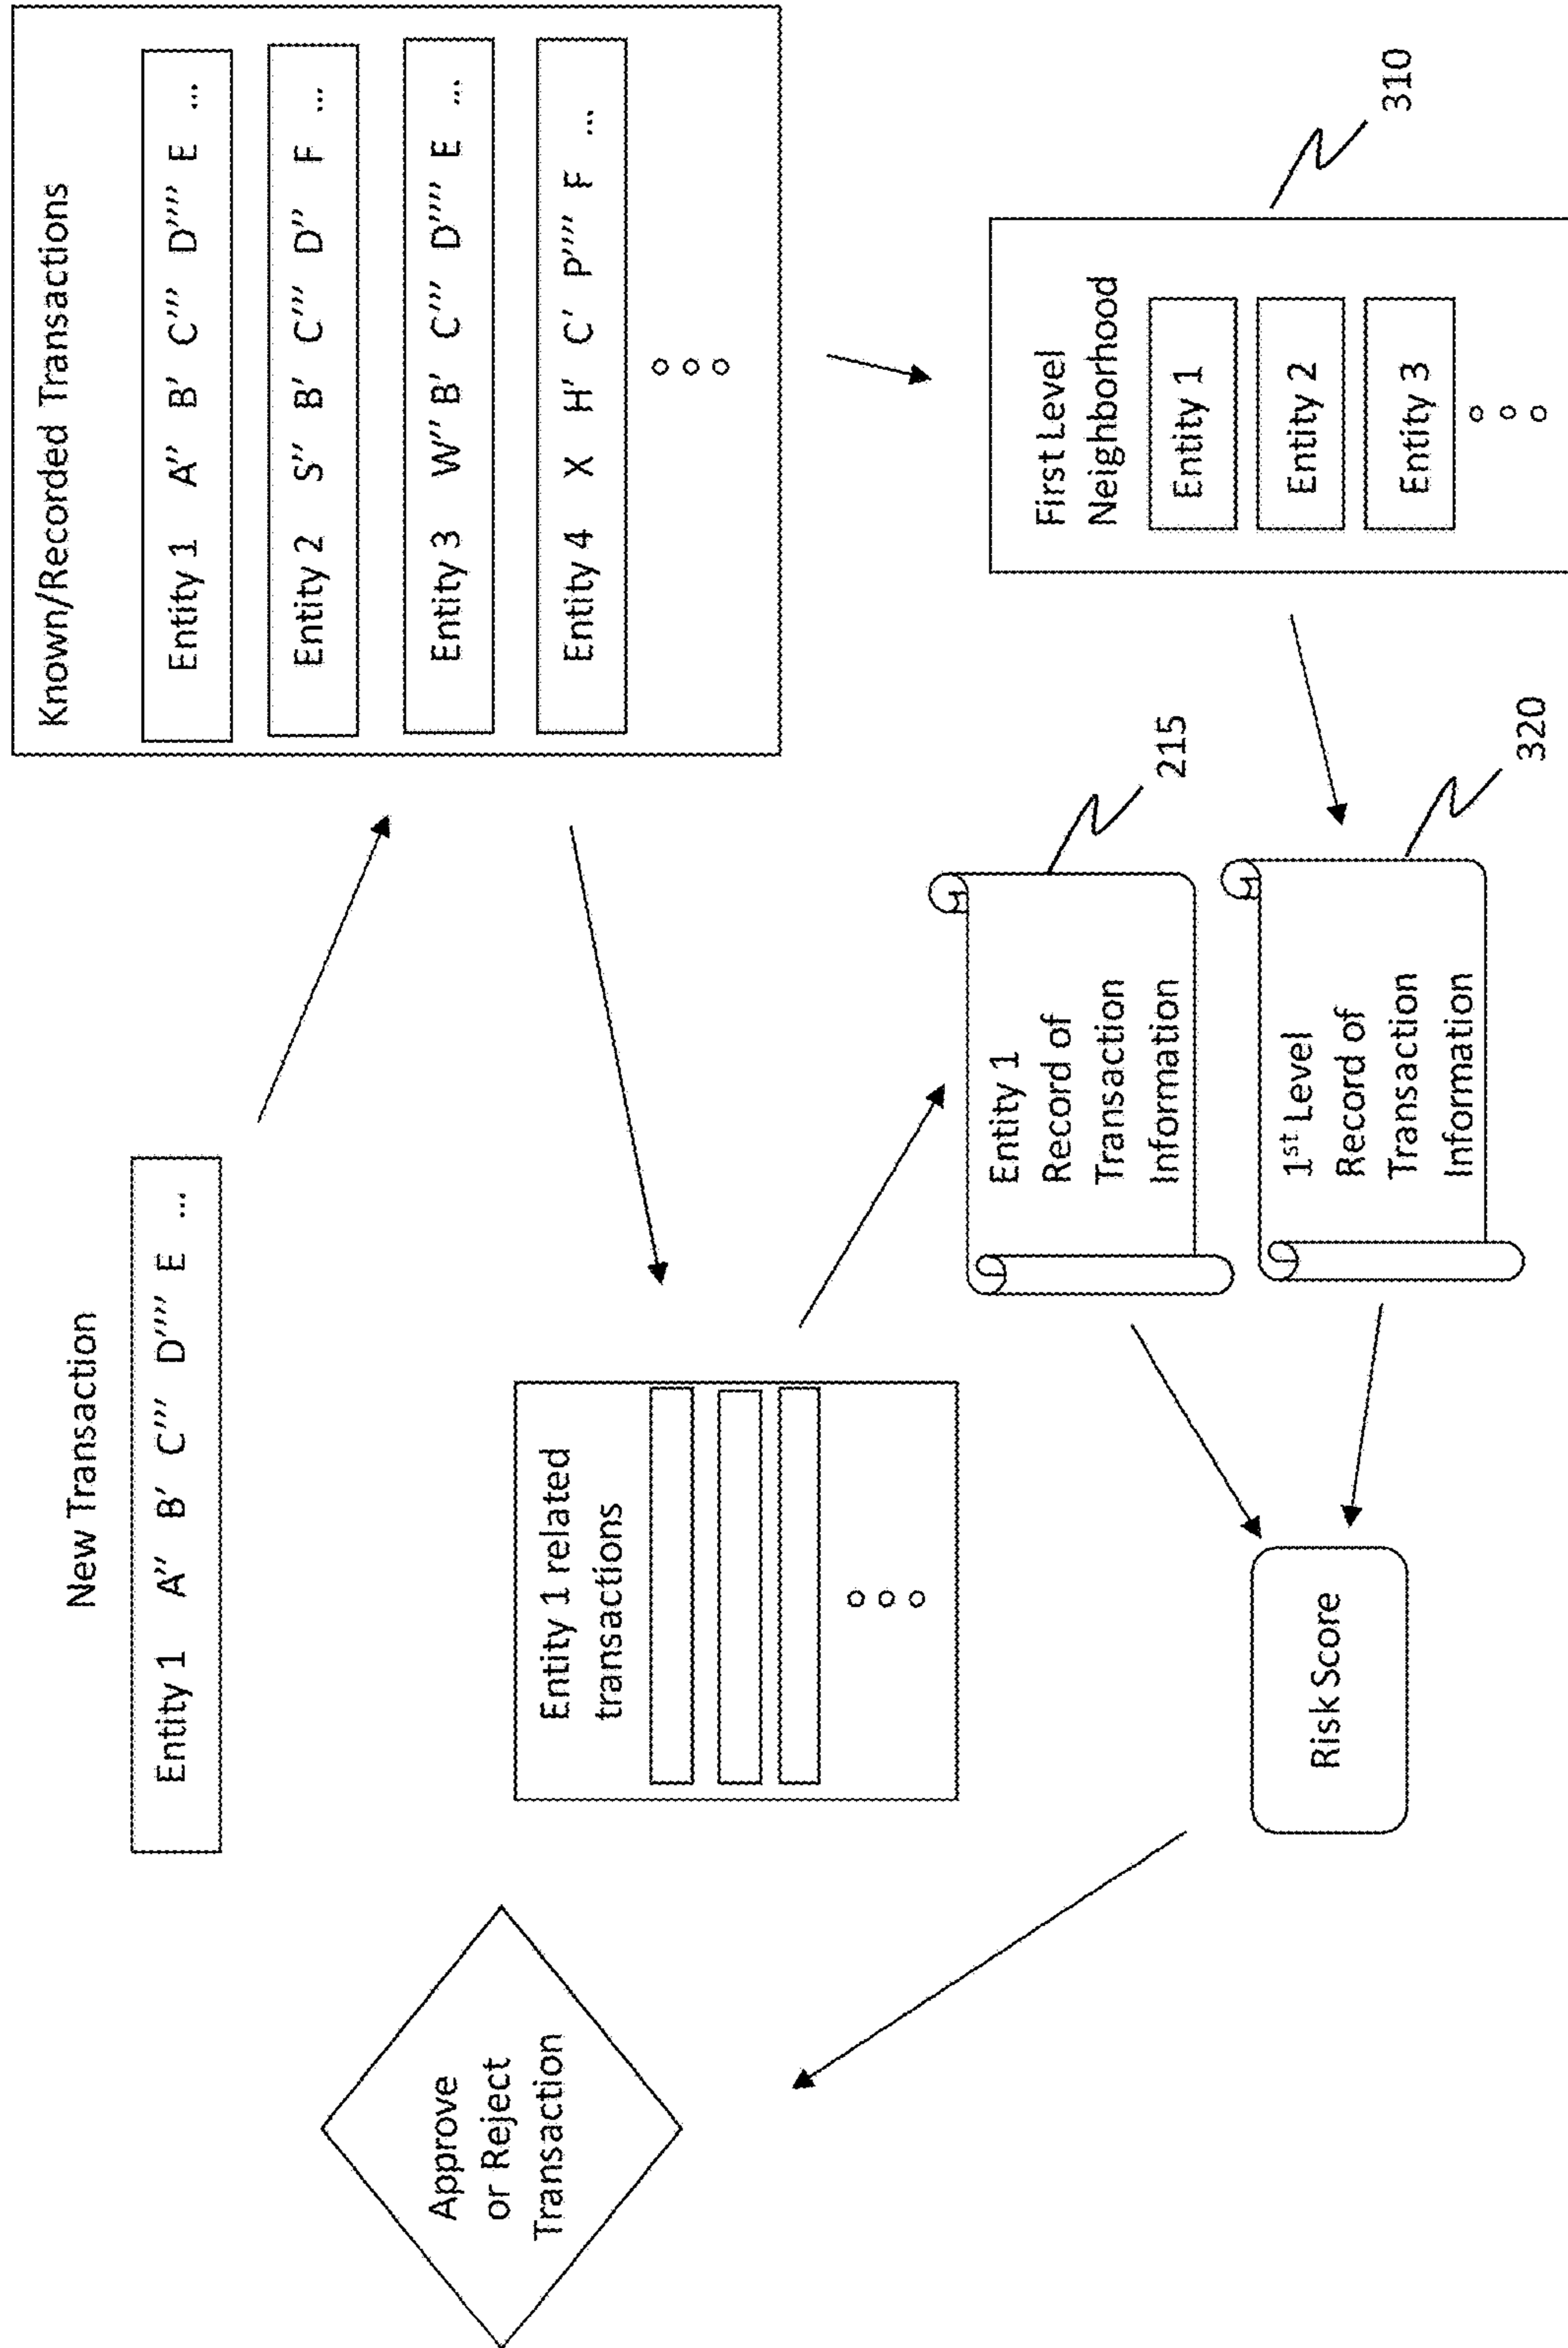 New Transaction
Entity 1 A'' B' C''' D'''' E ...
Known/Recorded Transactions
Entity 1 A'' B' C''' D'''' E ...
Entity 2 S'' B' C''' D'' F ...
Entity 3 W'' B' C''' D'''' E ...
Entity 4 X H' C' P'''' F ...
Entity 1 related
transactions
Approve
or Reject
Transaction
Entity 1
Record of
Transaction
Information
215
First Level
Neighborhood
Entity 1
Entity 2
Entity 3
310
1st Level
Record of
Transaction
Information
320
Risk Score